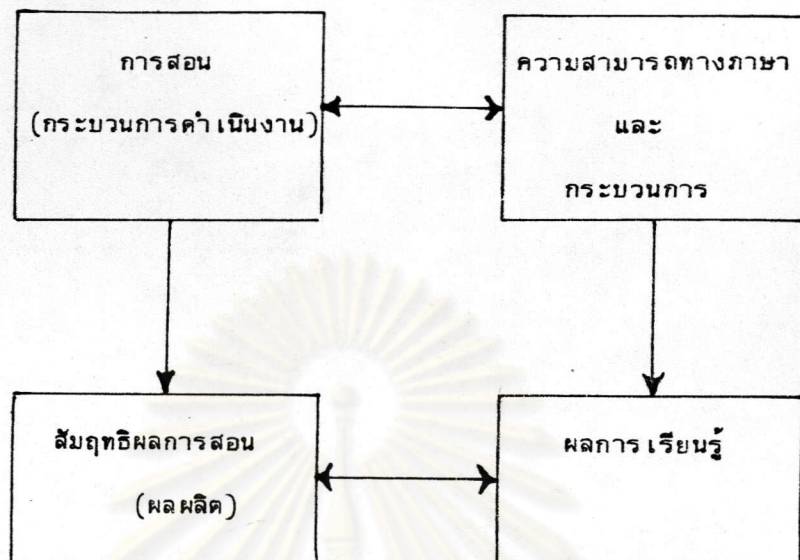 การสอน
(กระบวนการดำเนินงาน)
ความสามารถทางภาษา
และ
กระบวนการ
สัมฤทธิผลการสอน
(ผลผลิต)
ผลการเรียนรู้